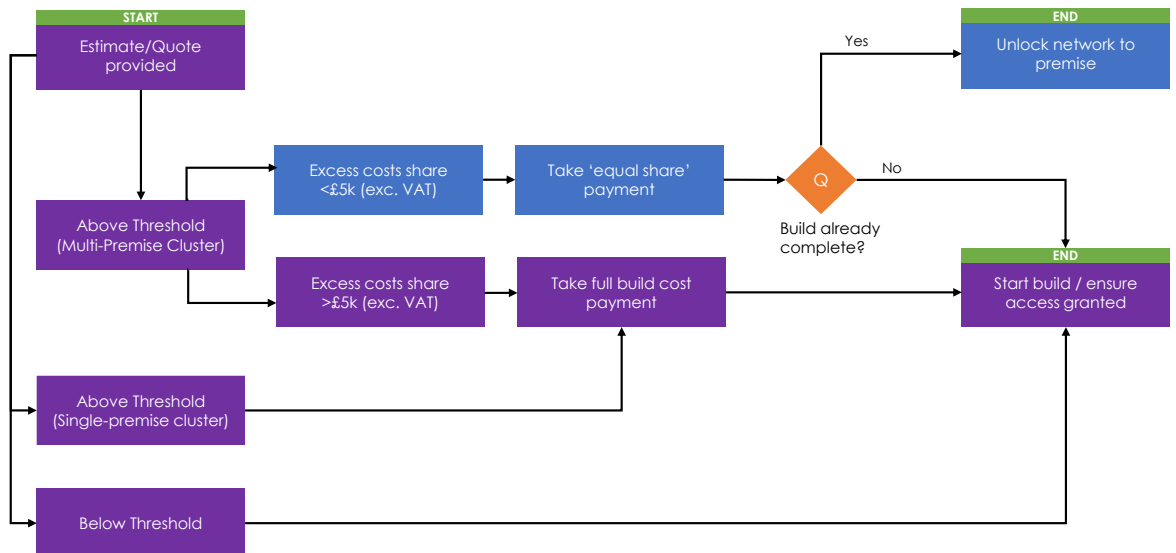 START
Estimate/Quote
provided
END
Unlock network to
premise
Yes
Excess costs share
<£5k (exc. VAT)
Take ‘equal share’
payment
Q
No
Build already
complete?
Above Threshold
(Multi-Premise Cluster)
Excess costs share
>£5k (exc. VAT)
Take full build cost
payment
END
Start build / ensure
access granted
Above Threshold
(Single-premise cluster)
Below Threshold